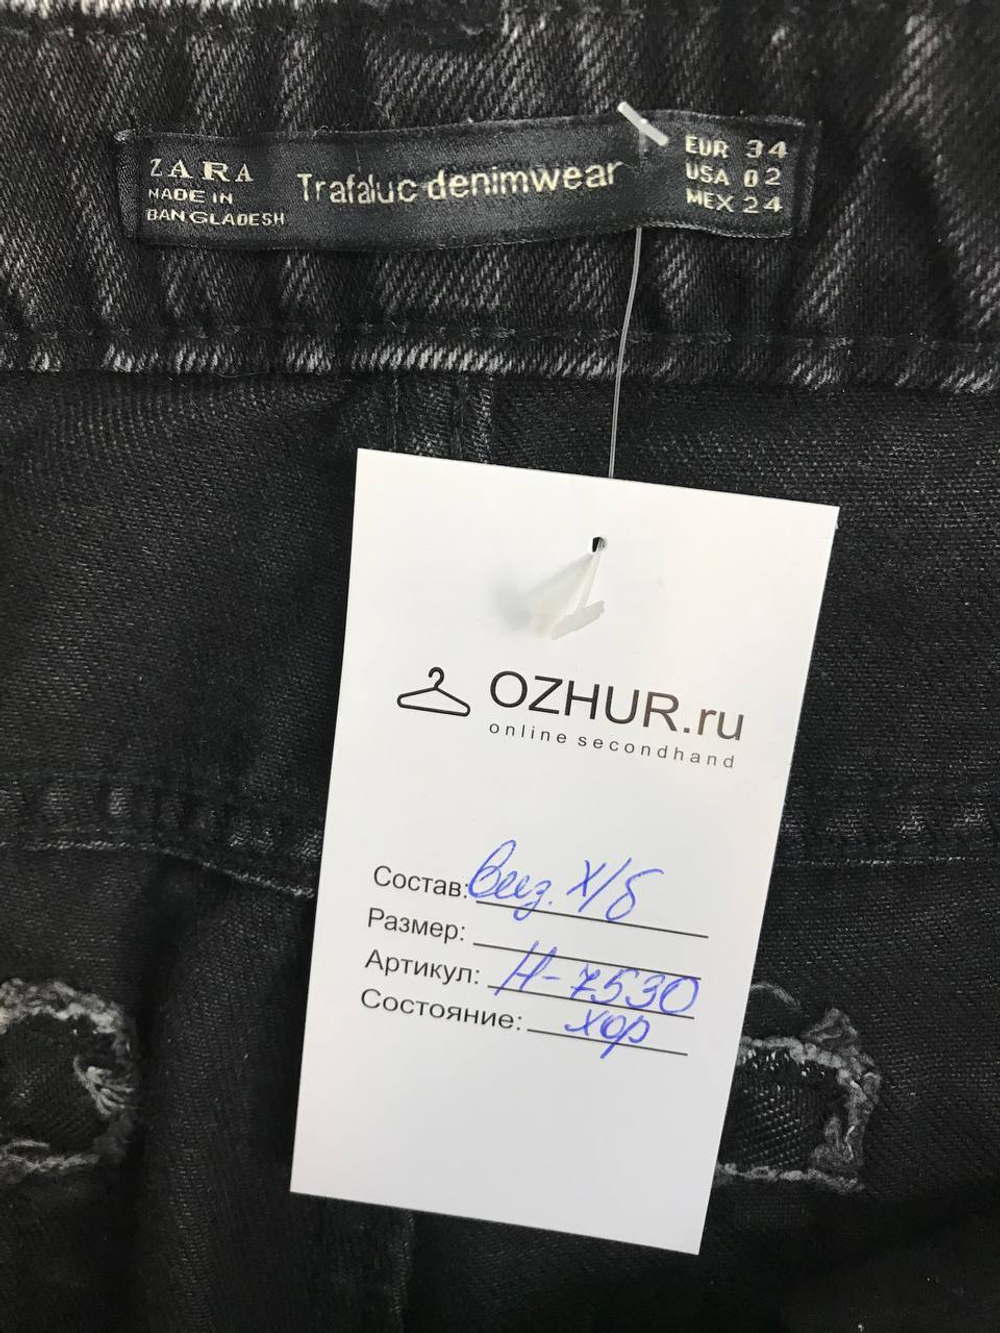 ZARA
MADE IN
BANGLADESH
Trafaluc denimwear
EUR 34
USA 02
MEX 24
OZHUR.ru
online secondhand
Состав: Виз. х/б
Размер:
Артикул: Н-7530
Состояние: хор